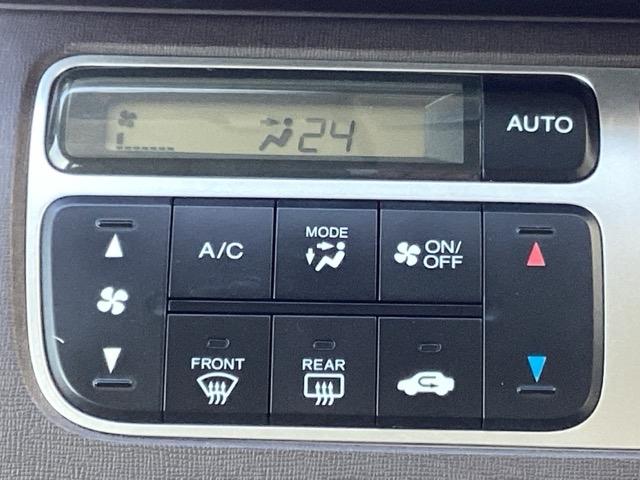 24
AUTO
A/C
MODE
ON/
OFF
FRONT
REAR